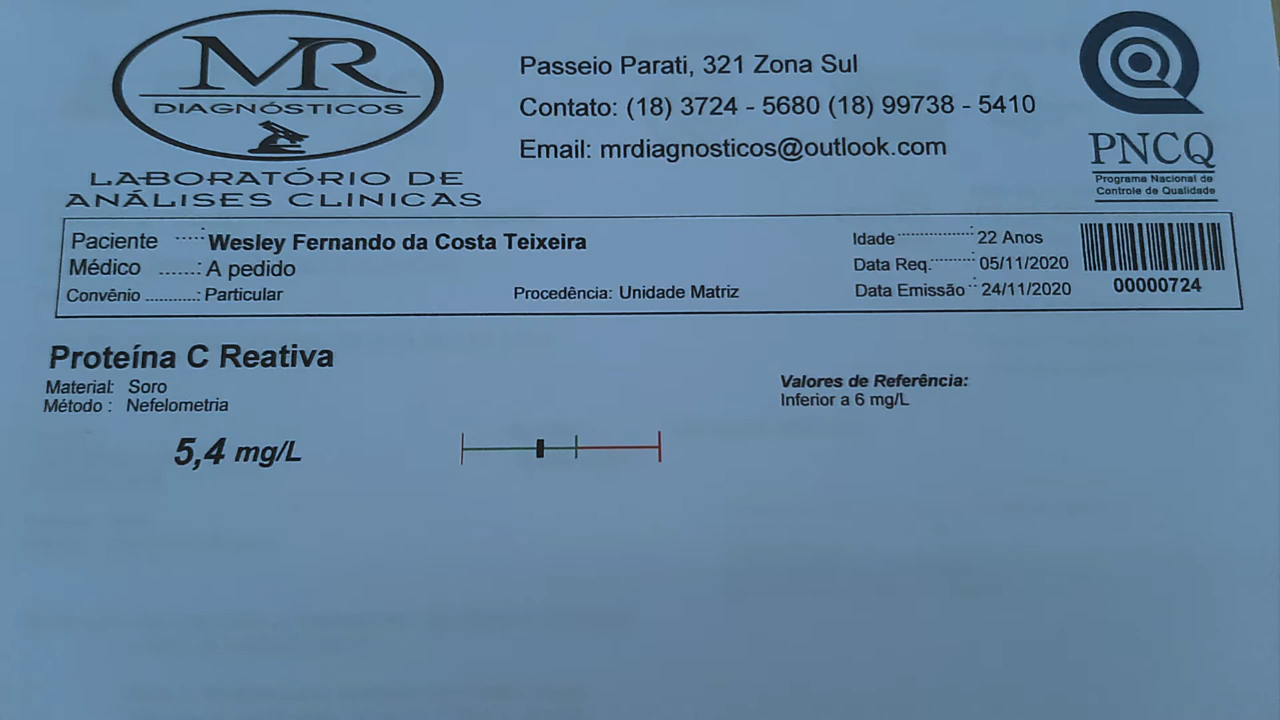 MR
DIAGNÓSTICOS
LABORATÓRIO DE
ANÁLISES CLINICAS
Passeio Parati, 321 Zona Sul
Contato: (18) 3724 - 5680 (18) 99738 - 5410
Email: mrdiagnosticos@outlook.com
PNCQ
Programa Nacional de
Controle de Qualidade
Paciente .....: Wesley Fernando da Costa Teixeira
Médico ......: A pedido
Convênio ...........: Particular
Procedência: Unidade Matriz
Idade ................: 22 Anos
Data Req. .........: 05/11/2020
Data Emissão ..: 24/11/2020
00000724
Proteína C Reativa
Material: Soro
Método : Nefelometria
5,4 mg/L
Valores de Referência:
Inferior a 6 mg/L